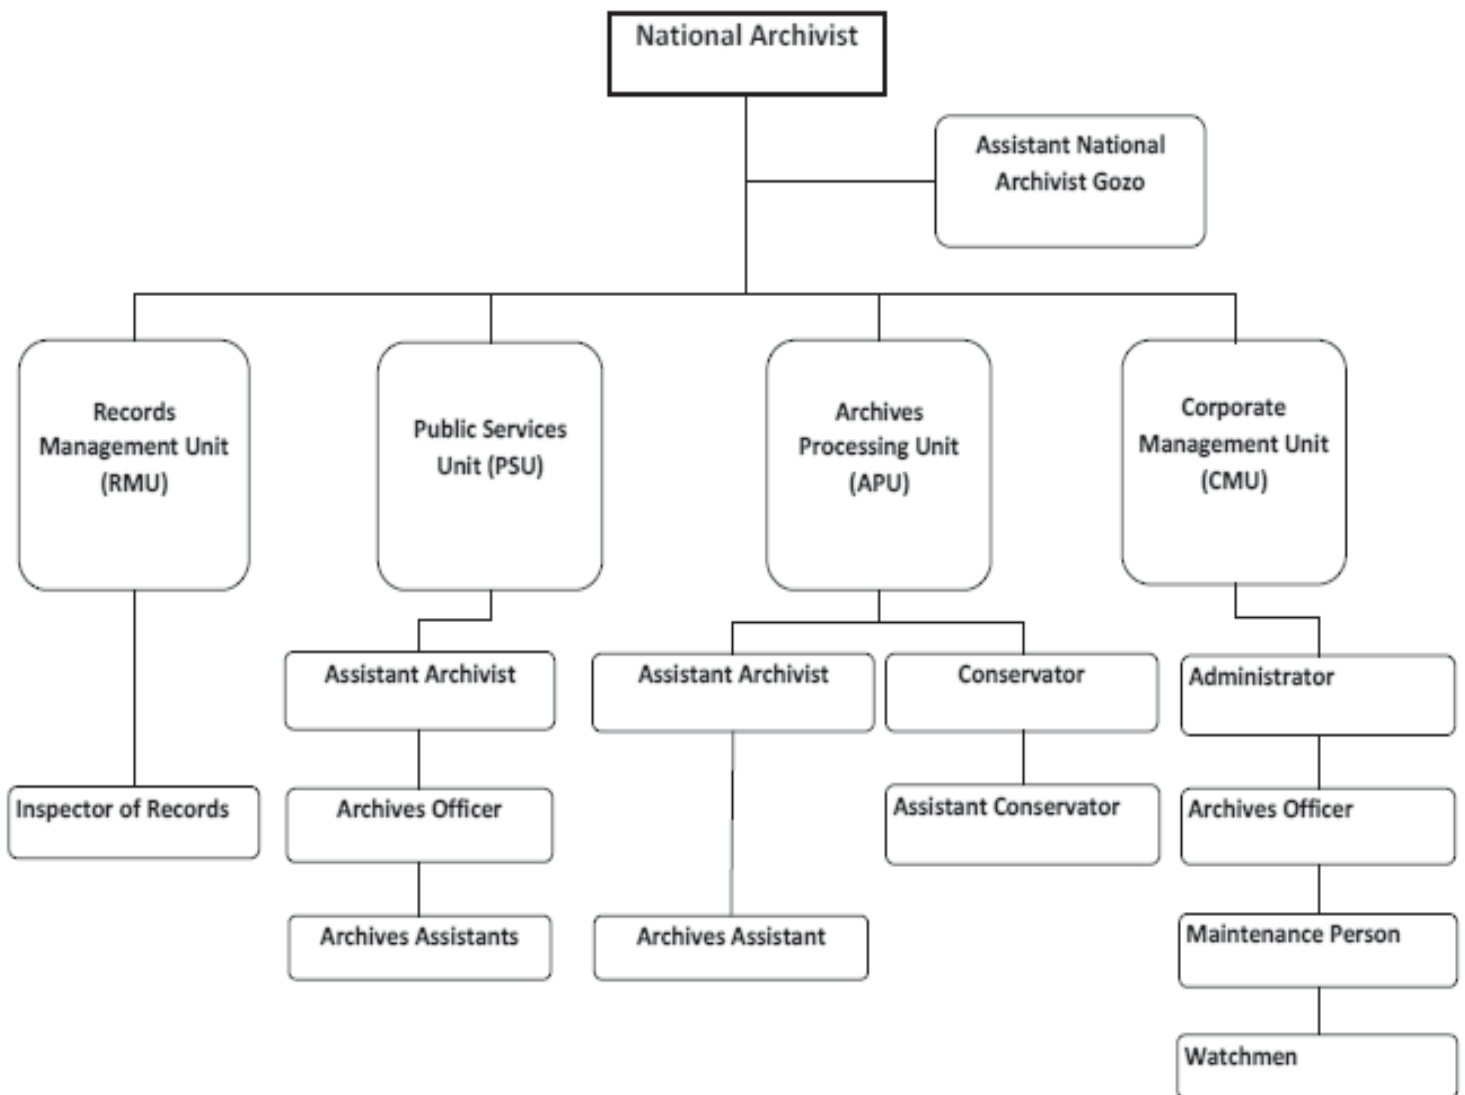 National Archivist
Assistant National
Archivist Gozo
Records
Management Unit
(RMU)
Public Services
Unit (PSU)
Archives
Processing Unit
(APU)
Corporate
Management Unit
(CMU)
Assistant Archivist
Assistant Archivist
Conservator
Administrator
Inspector of Records
Archives Officer
Assistant Conservator
Archives Officer
Archives Assistants
Archives Assistant
Maintenance Person
Watchmen